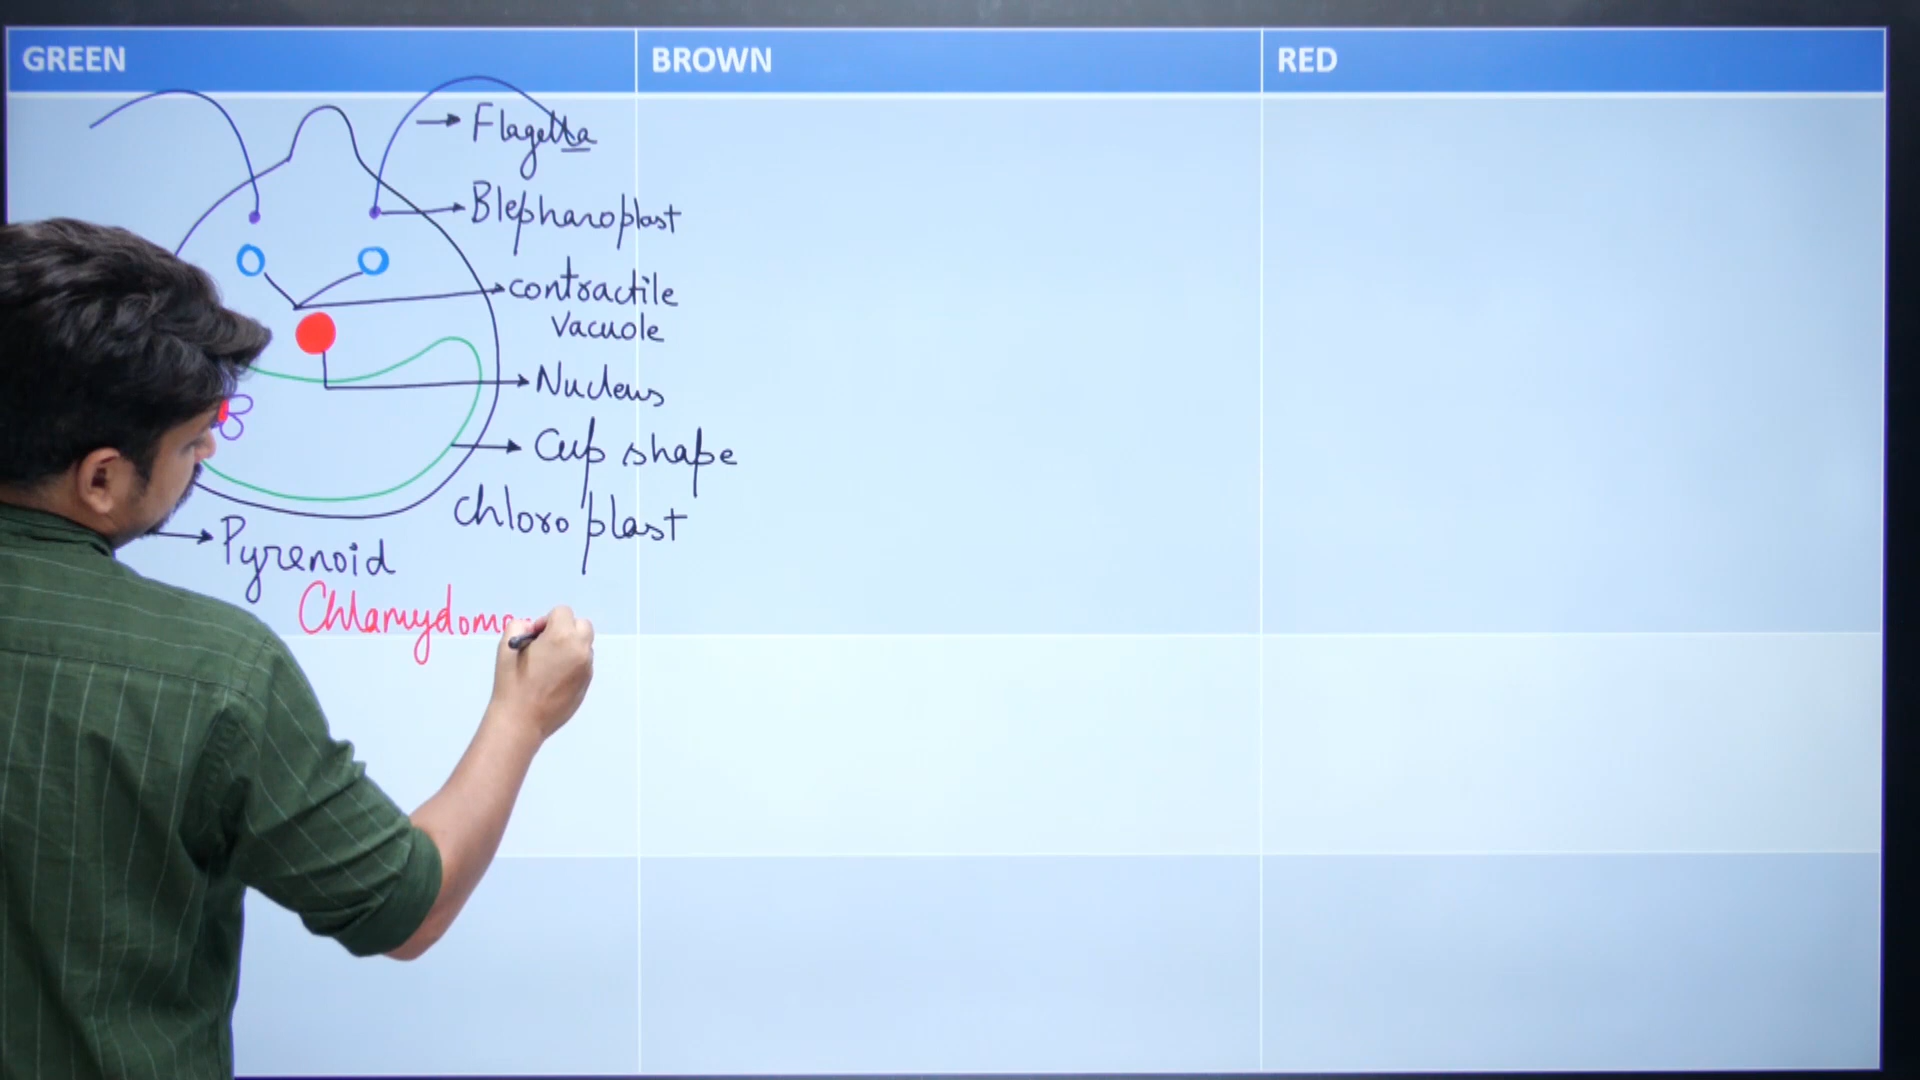 GREEN
BROWN
RED
Flagella
Blepharoplast
contractile
vacuole
Nucleus
Cup shape
chloroplast
Pyrenoid